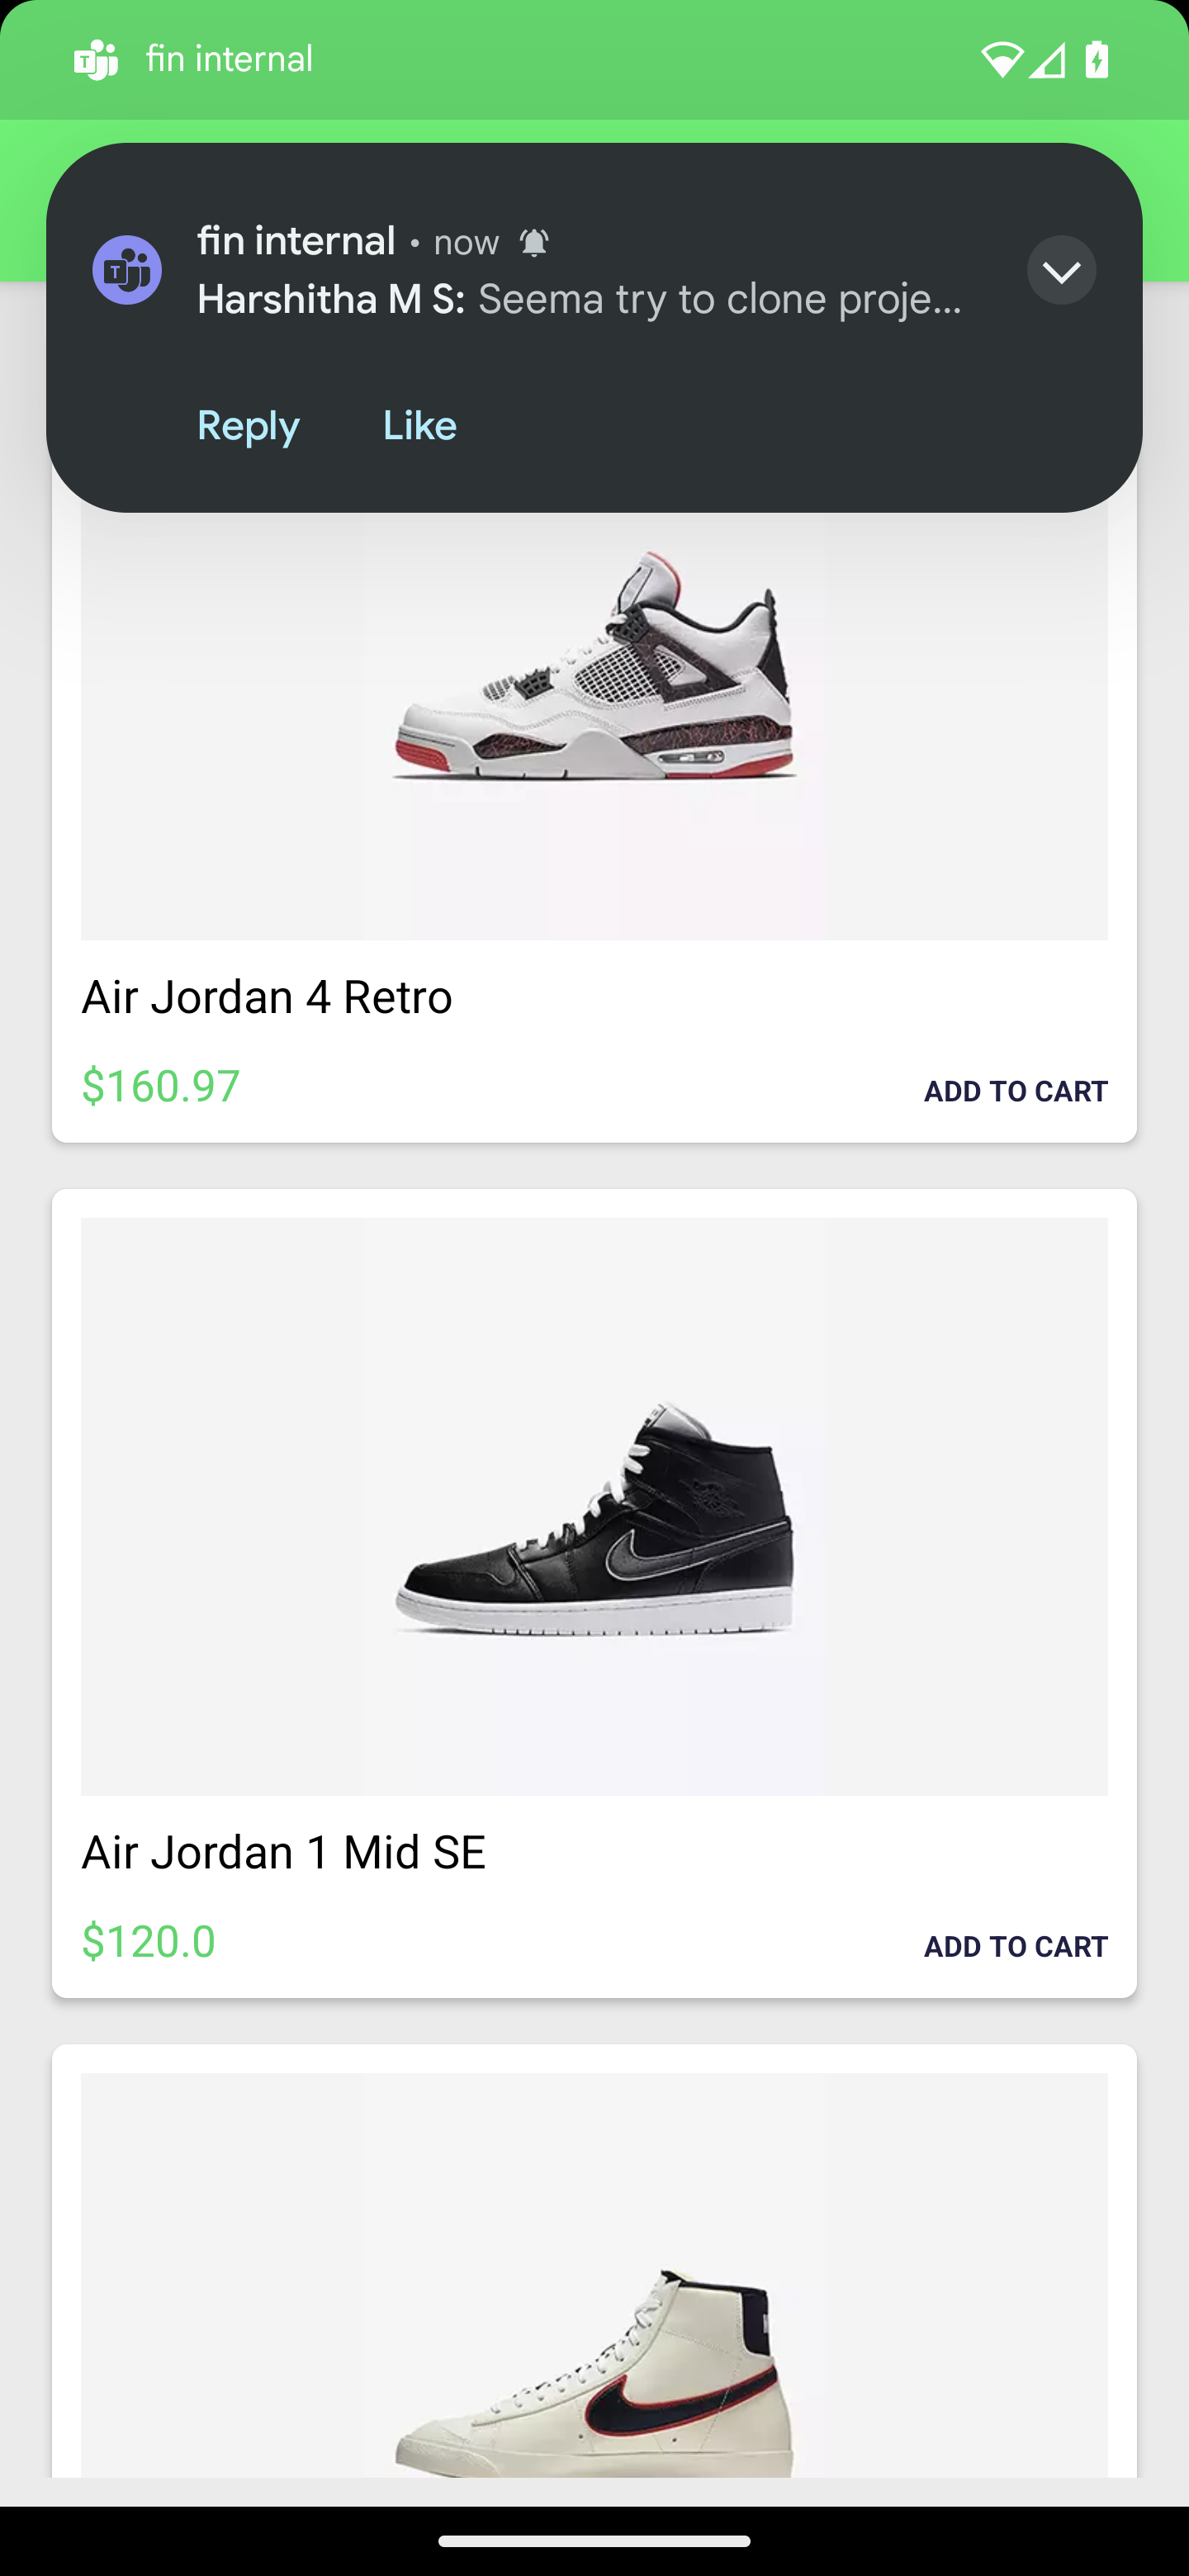 fin internal
fin internal • now
Harshitha M S: Seema try to clone proje...
Reply Like
Air Jordan 4 Retro
$160.97 ADD TO CART
Air Jordan 1 Mid SE
$120.0 ADD TO CART